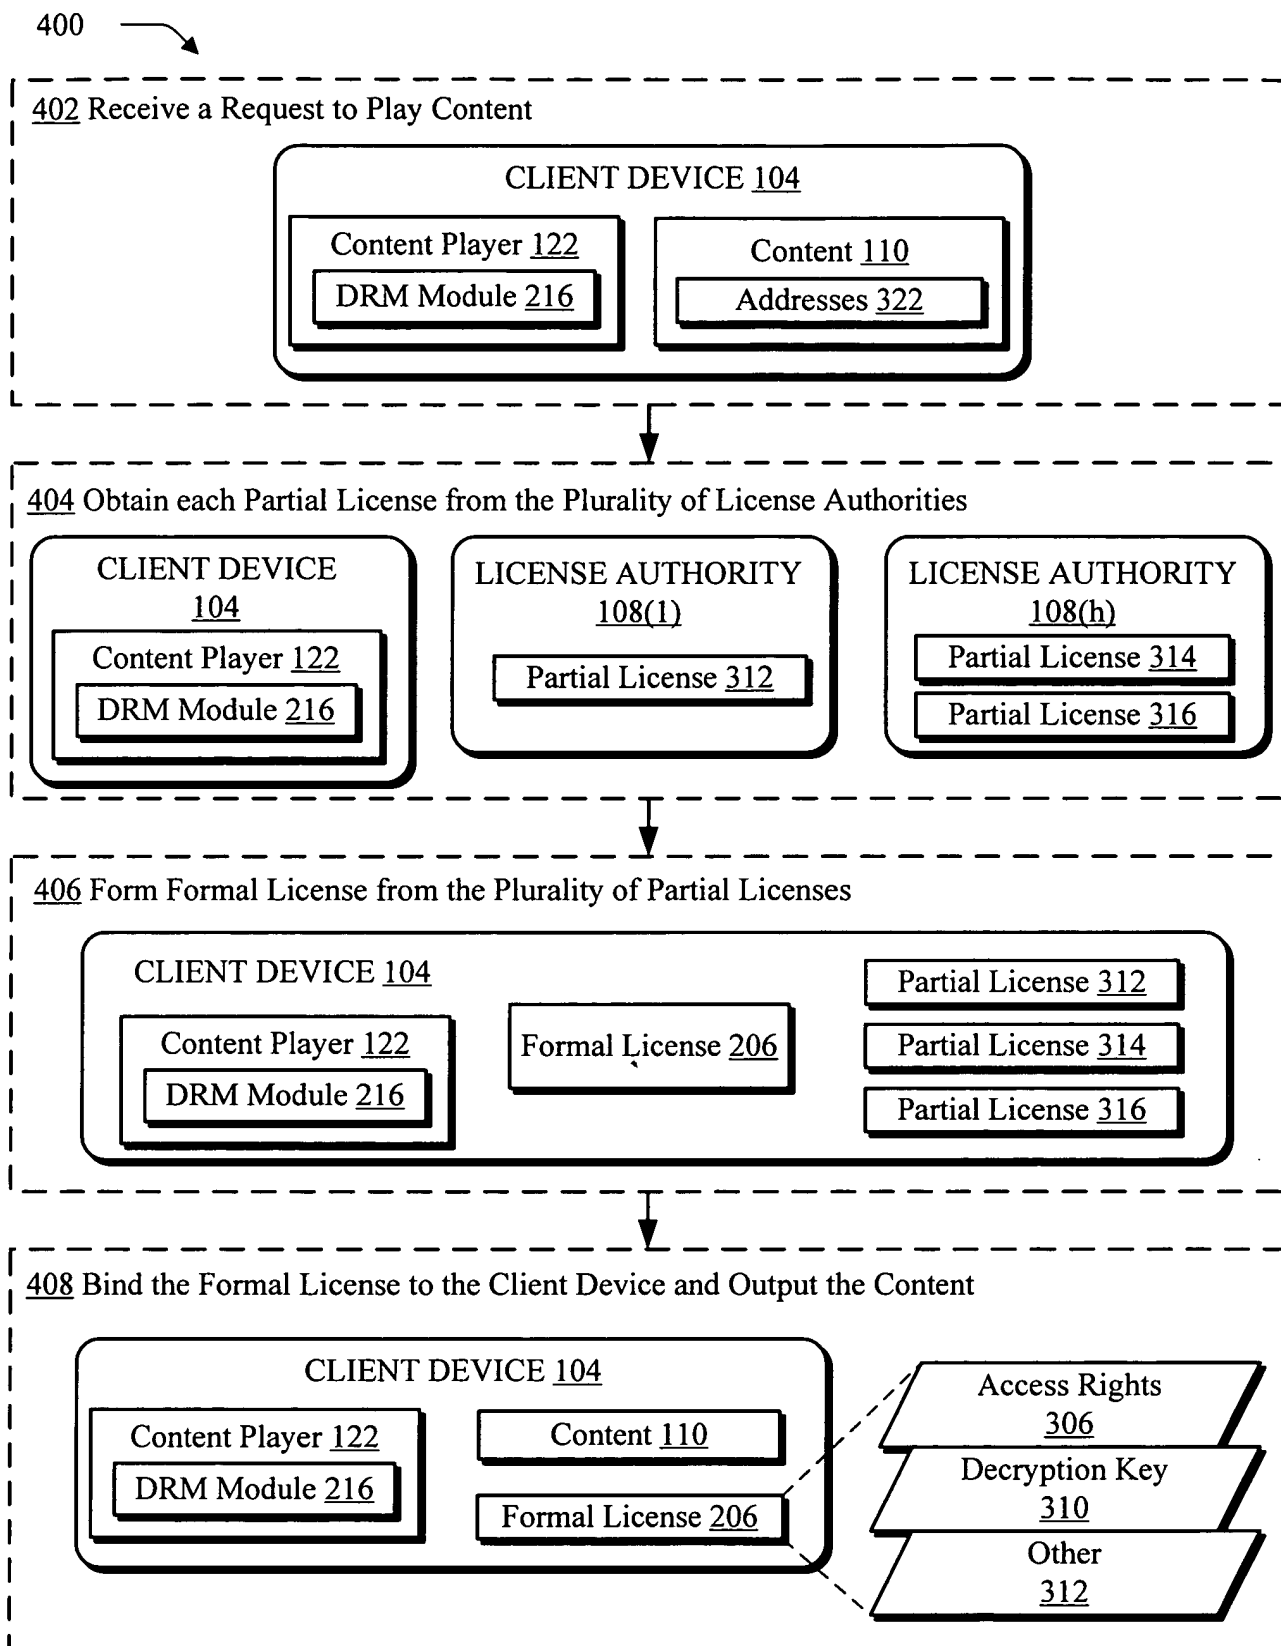 400
402 Receive a Request to Play Content
CLIENT DEVICE 104
Content Player 122
DRM Module 216
Content 110
Addresses 322
404 Obtain each Partial License from the Plurality of License Authorities
CLIENT DEVICE
104
Content Player 122
DRM Module 216
LICENSE AUTHORITY
108(1)
Partial License 312
LICENSE AUTHORITY
108(h)
Partial License 314
Partial License 316
406 Form Formal License from the Plurality of Partial Licenses
CLIENT DEVICE 104
Content Player 122
DRM Module 216
Formal License 206
Partial License 312
Partial License 314
Partial License 316
408 Bind the Formal License to the Client Device and Output the Content
CLIENT DEVICE 104
Content Player 122
DRM Module 216
Content 110
Formal License 206
Access Rights
306
Decryption Key
310
Other
312